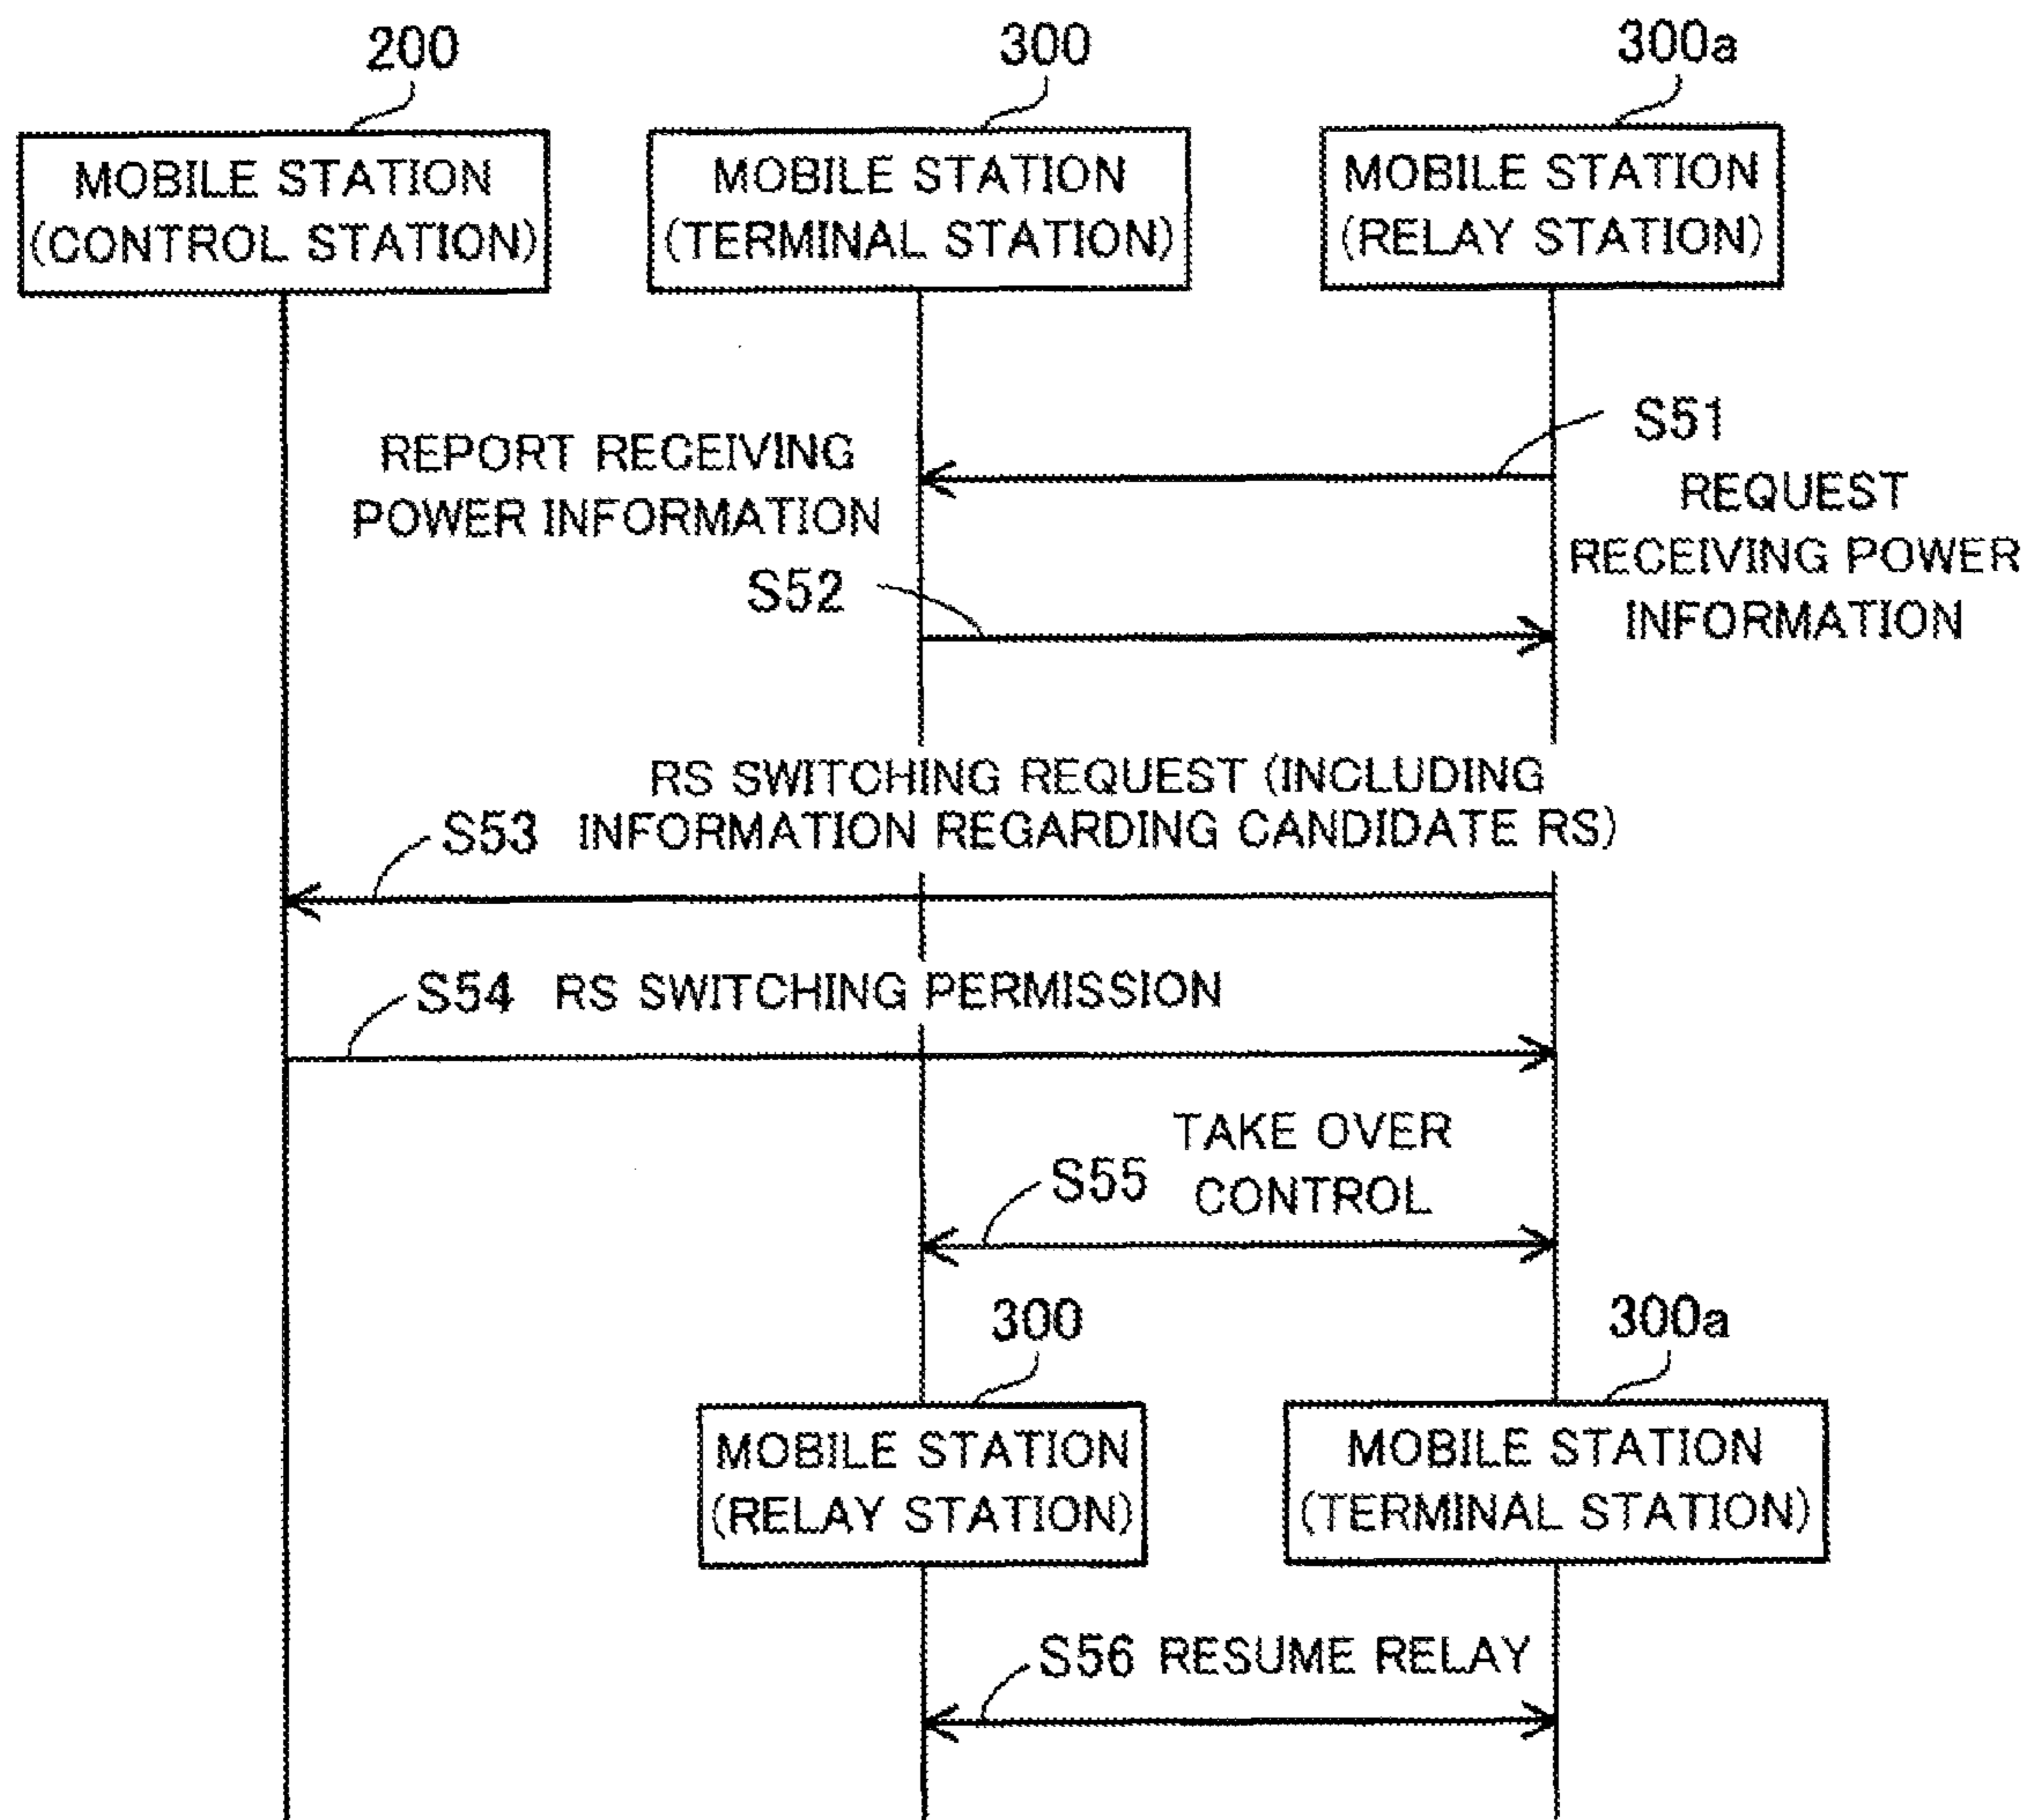 200
300
300a
MOBILE STATION
(CONTROL STATION)
MOBILE STATION
(TERMINAL STATION)
MOBILE STATION
(RELAY STATION)
S51
REQUEST
RECEIVING POWER
INFORMATION
REPORT RECEIVING
POWER INFORMATION
S52
RS SWITCHING REQUEST (INCLUDING
S53 INFORMATION REGARDING CANDIDATE RS)
S54 RS SWITCHING PERMISSION
TAKE OVER
S55 CONTROL
300
300a
MOBILE STATION
(RELAY STATION)
MOBILE STATION
(TERMINAL STATION)
S56 RESUME RELAY